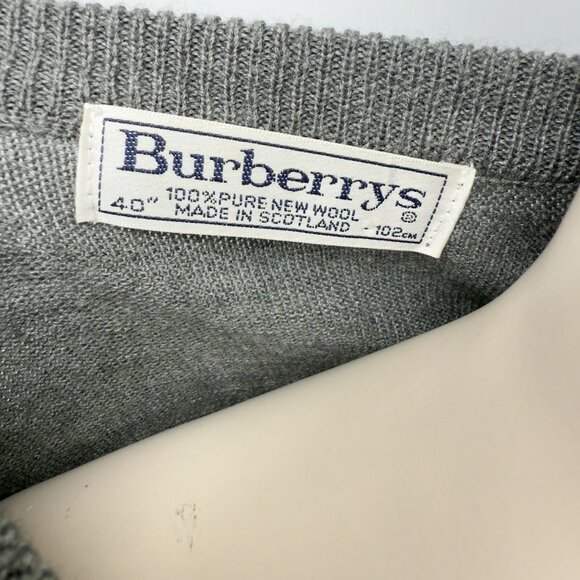 Burberrys ®
40" 100% PURE NEW WOOL
MADE IN SCOTLAND - 102CM